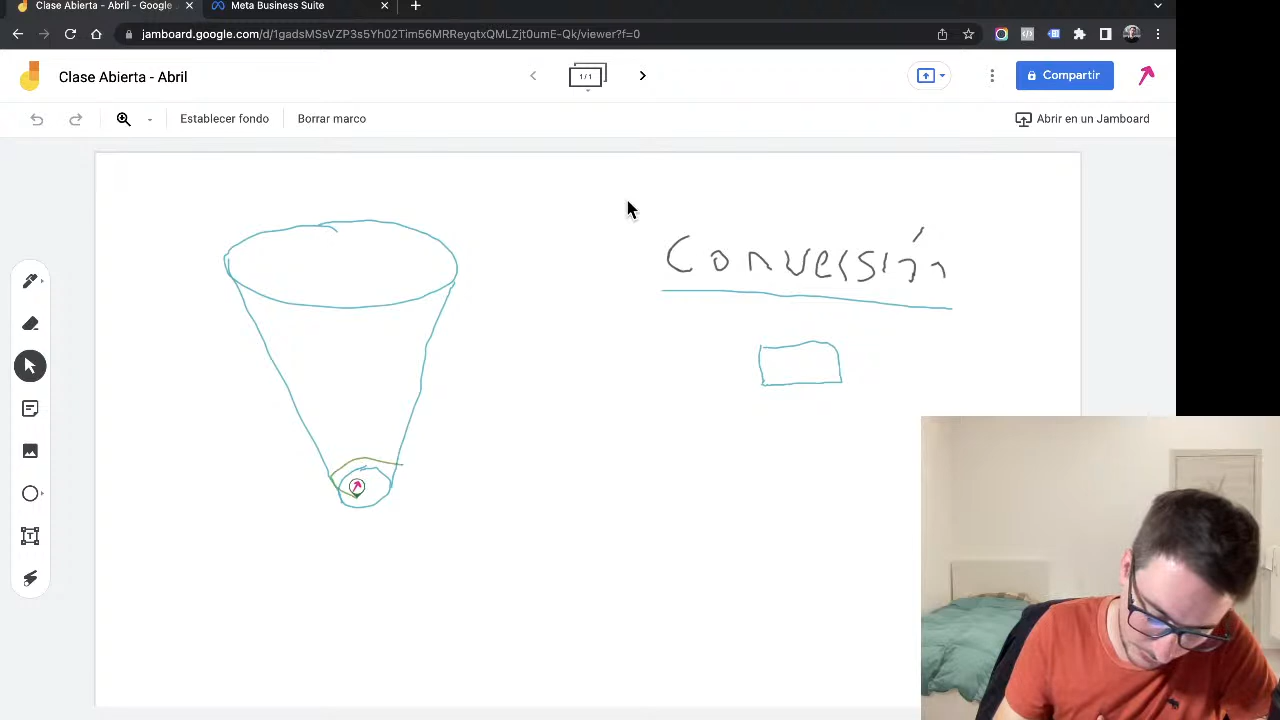 Clase Abierta - Abril - Google
Meta Business Suite
jamboard.google.com/d/1gadsMSsVZP3s5Yh02Tim56MRReyqtxQMLZjt0umE-Qk/viewer?f=0
Clase Abierta - Abril
1/1
Compartir
Establecer fondo
Borrar marco
Abrir en un Jamboard
Conversión